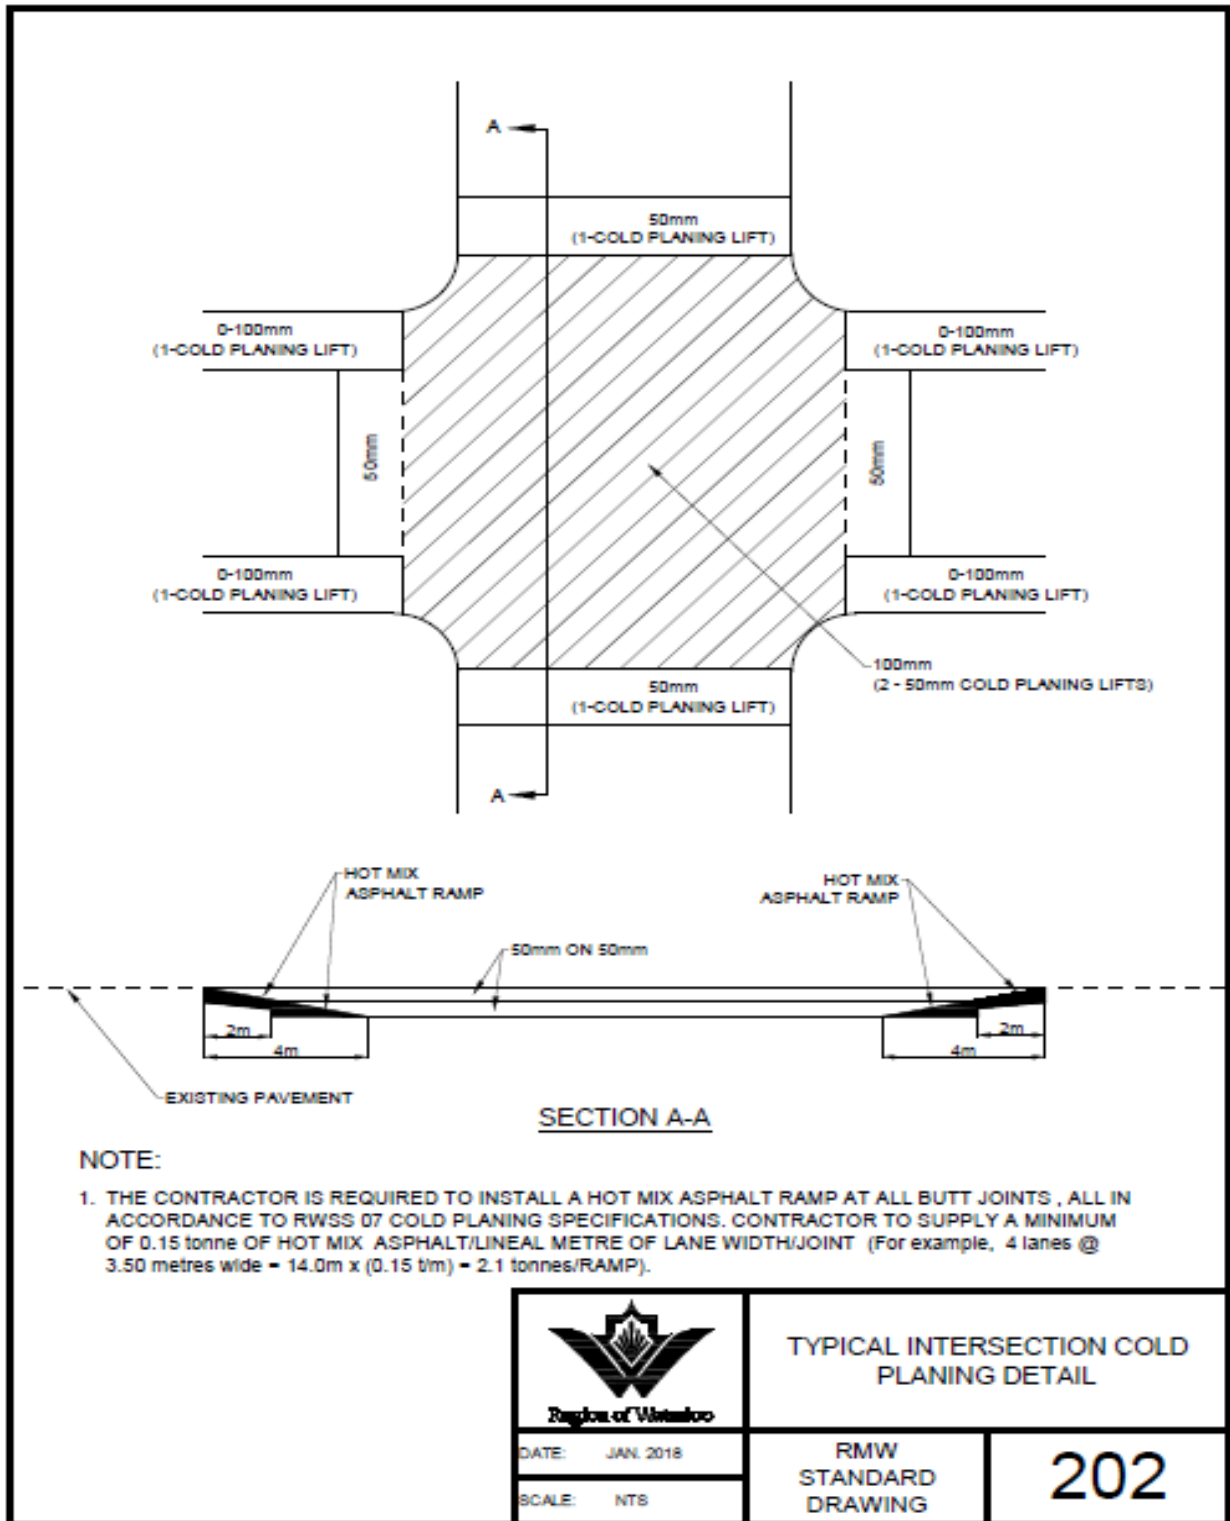 A
50mm
(1-COLD PLANING LIFT)
0-100mm
(1-COLD PLANING LIFT)
0-100mm
(1-COLD PLANING LIFT)
50mm
50mm
0-100mm
(1-COLD PLANING LIFT)
0-100mm
(1-COLD PLANING LIFT)
100mm
(2 - 50mm COLD PLANING LIFTS)
50mm
(1-COLD PLANING LIFT)
A
HOT MIX
ASPHALT RAMP
HOT MIX
ASPHALT RAMP
50mm ON 50mm
2m
4m
2m
4m
EXISTING PAVEMENT
SECTION A-A
NOTE:
1. THE CONTRACTOR IS REQUIRED TO INSTALL A HOT MIX ASPHALT RAMP AT ALL BUTT JOINTS , ALL IN
ACCORDANCE TO RWSS 07 COLD PLANING SPECIFICATIONS. CONTRACTOR TO SUPPLY A MINIMUM
OF 0.15 tonne OF HOT MIX ASPHALT/LINEAL METRE OF LANE WIDTH/JOINT (For example, 4 lanes @
3.50 metres wide = 14.0m x (0.15 t/m) = 2.1 tonnes/RAMP).
Region of Waterloo
TYPICAL INTERSECTION COLD
PLANING DETAIL
DATE: JAN. 2018
SCALE: NTS
RMW
STANDARD
DRAWING
202